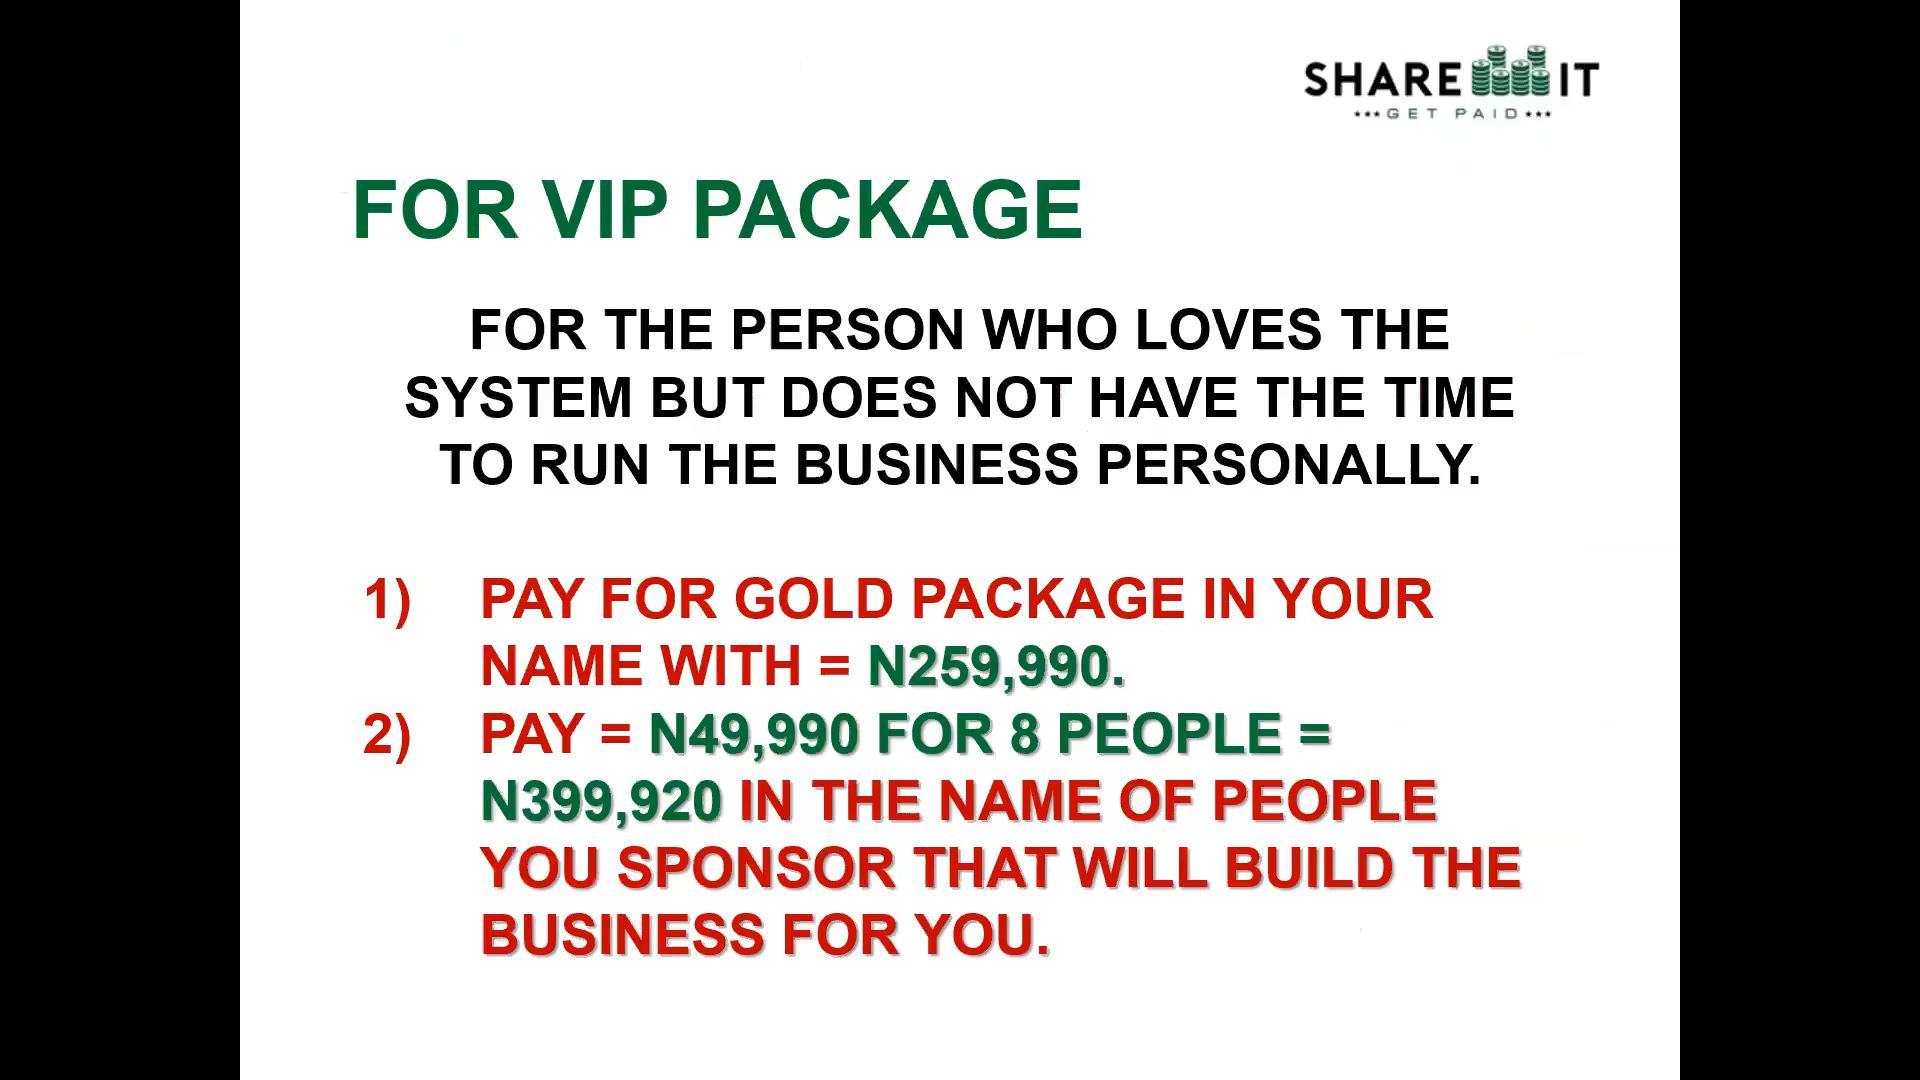 SHARE IT
***GET PAID***
FOR VIP PACKAGE
FOR THE PERSON WHO LOVES THE
SYSTEM BUT DOES NOT HAVE THE TIME
TO RUN THE BUSINESS PERSONALLY.
1) PAY FOR GOLD PACKAGE IN YOUR
NAME WITH = N259,990.
2) PAY = N49,990 FOR 8 PEOPLE =
N399,920 IN THE NAME OF PEOPLE
YOU SPONSOR THAT WILL BUILD THE
BUSINESS FOR YOU.